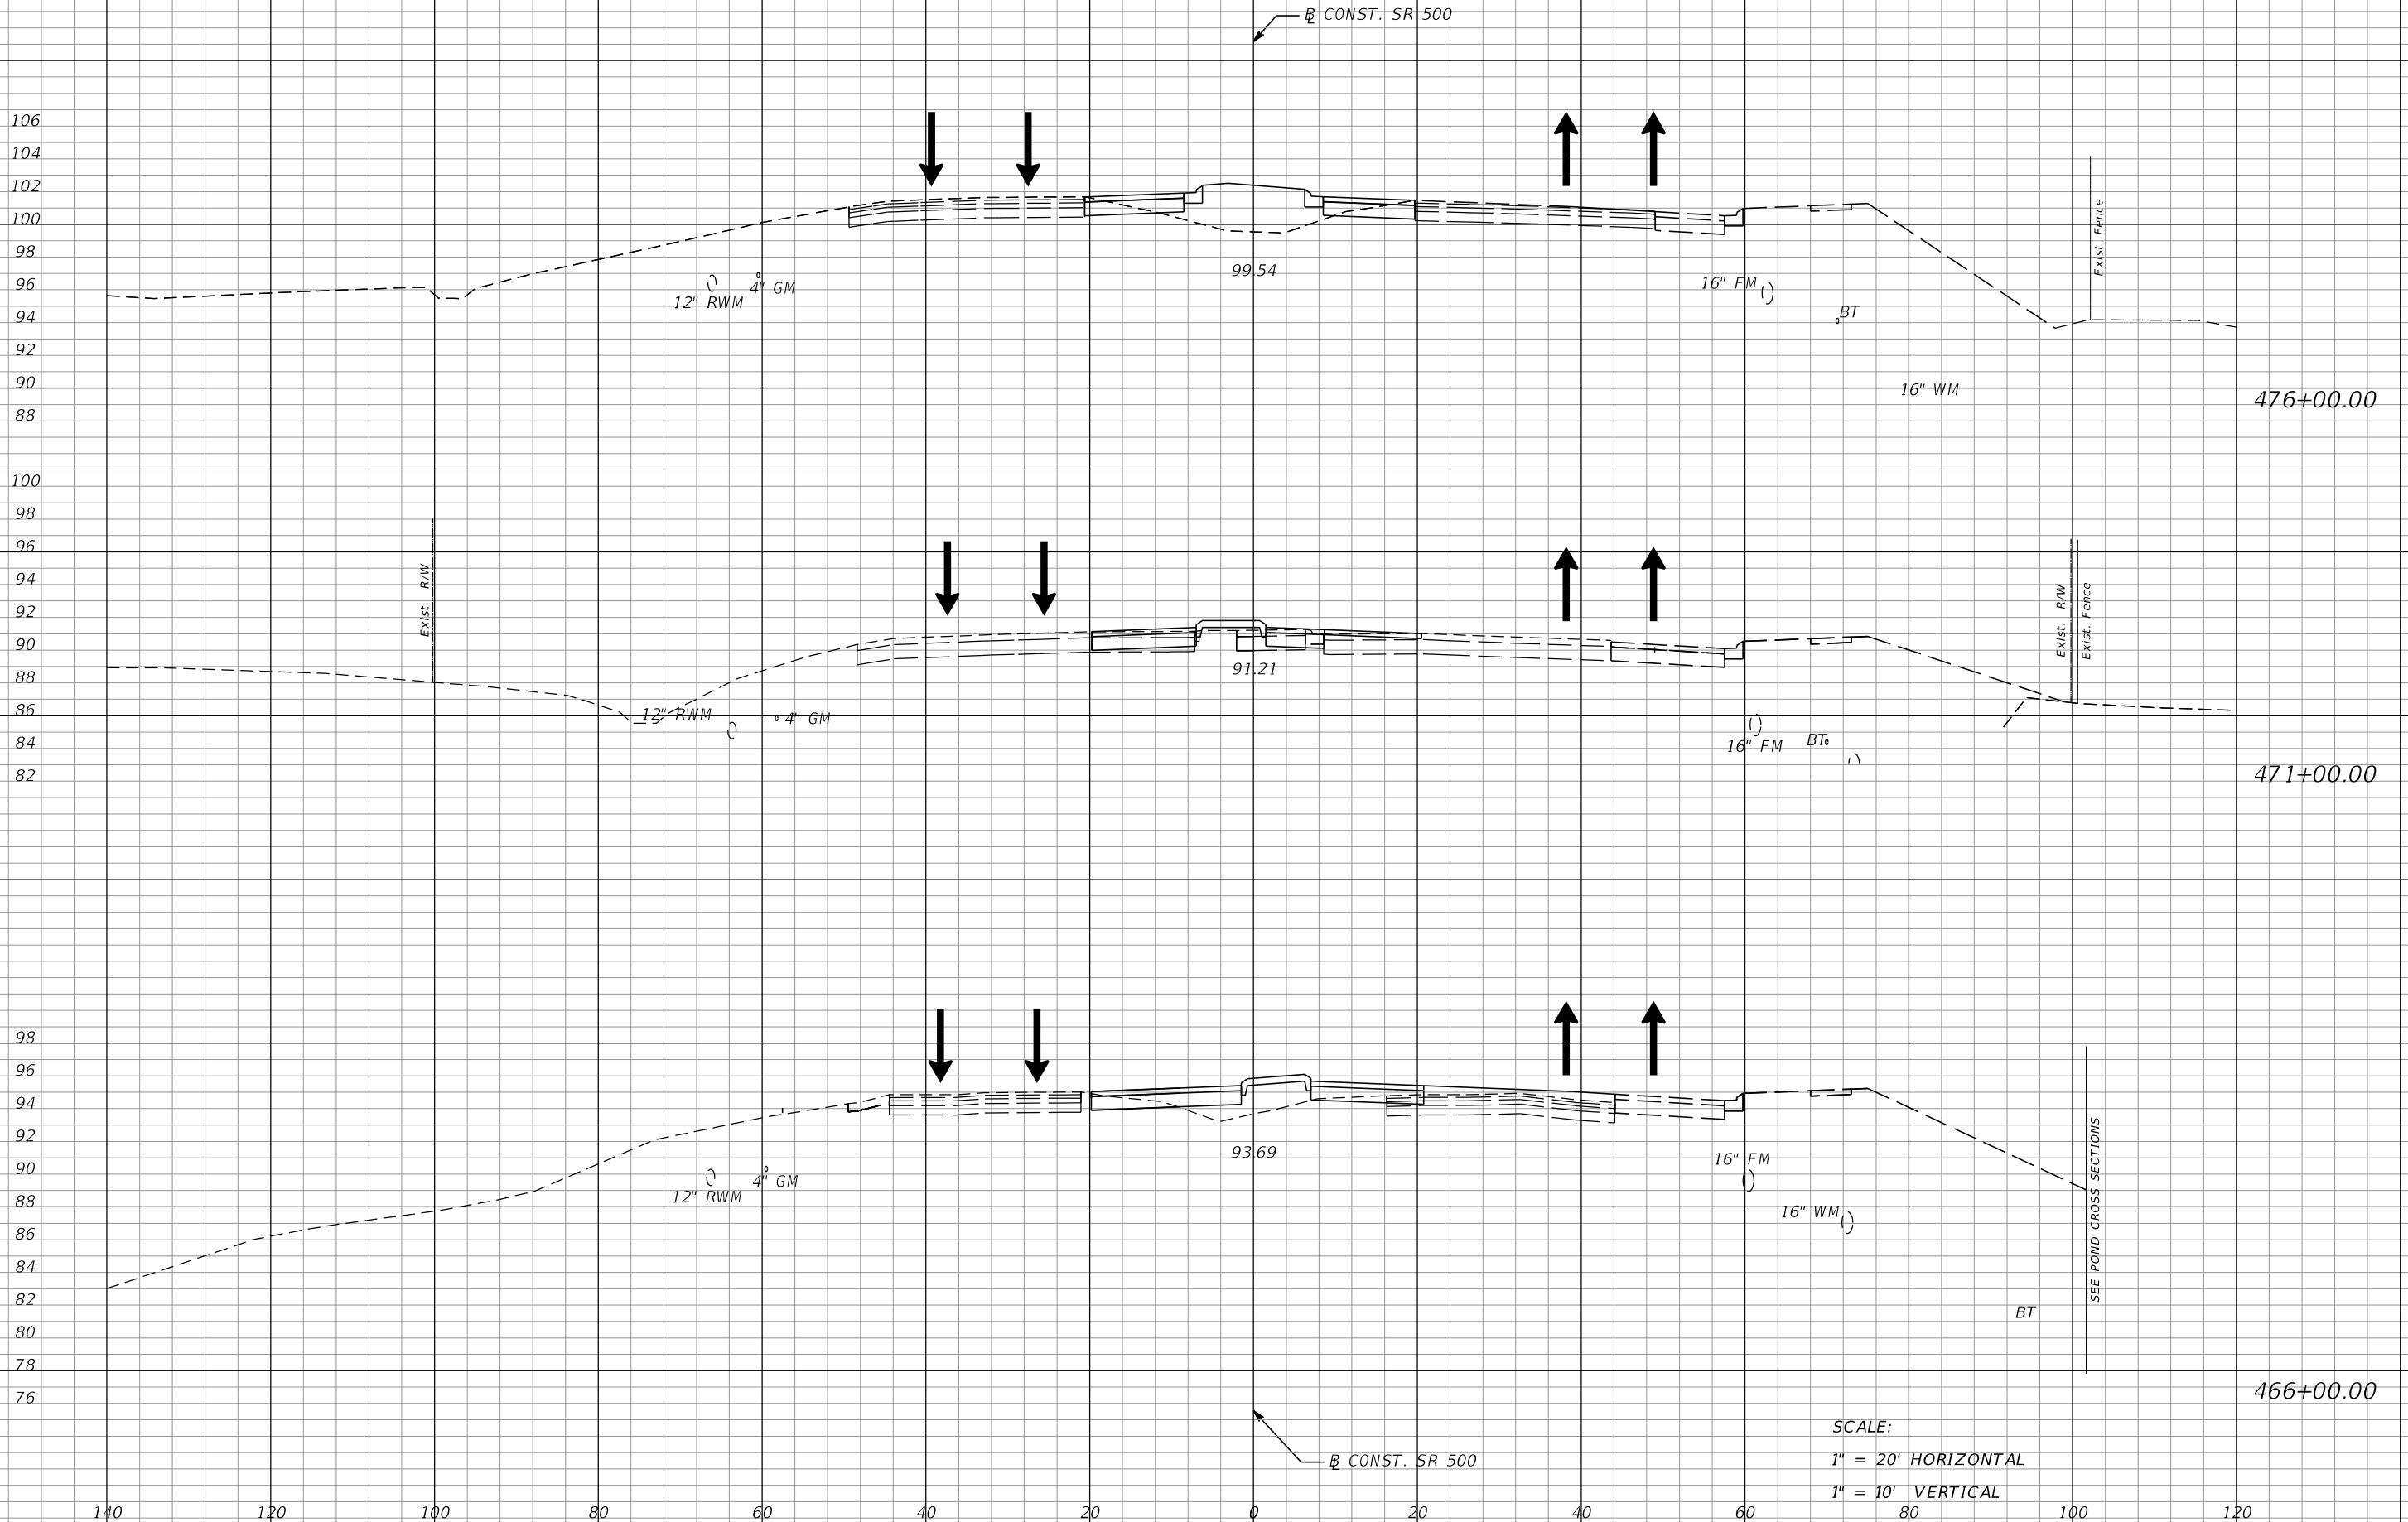 BL CONST. SR 500
106
104
102
100
98
96
94
92
90
88
Exist. Fence
12" RWM
4" GM
99.54
16" FM
BT
16" WM
476+00.00
100
98
96
94
92
90
88
86
84
82
Exist. R/W
12" RWM
4" GM
91.21
16" FM
BT
Exist. R/W
Exist. Fence
471+00.00
98
96
94
92
90
88
86
84
82
80
78
76
12" RWM
4" GM
93.69
16" FM
16" WM
BT
SEE POND CROSS SECTIONS
466+00.00
BL CONST. SR 500
SCALE:
1" = 20' HORIZONTAL
1" = 10' VERTICAL
140 120 100 80 60 40 20 0 20 40 60 80 100 120